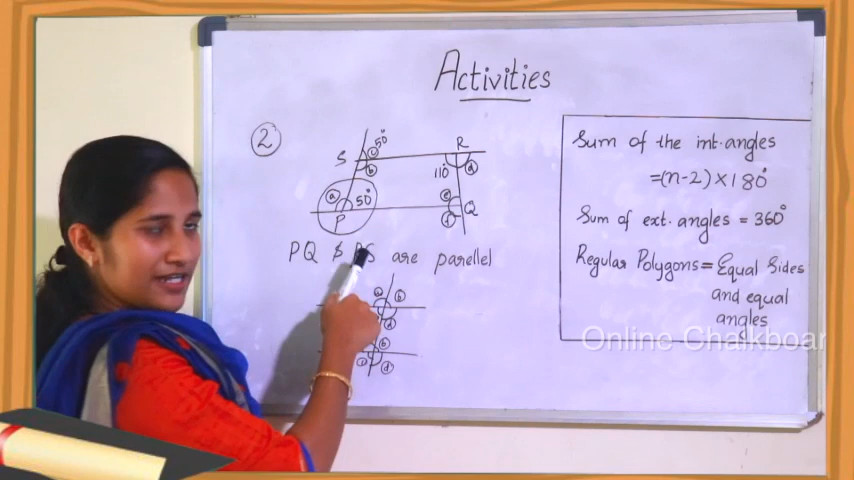 Activities
2
S
c
50°
R
b
110
d
a
50°
e
P
Q
f
PQ & RS are parellel
a
b
d
b
c
d
Sum of the int.angles
=(n-2)×180°
Sum of ext.angles = 360°
Regular Polygons= Equal Sides
and equal
angles
Online Chalkboar